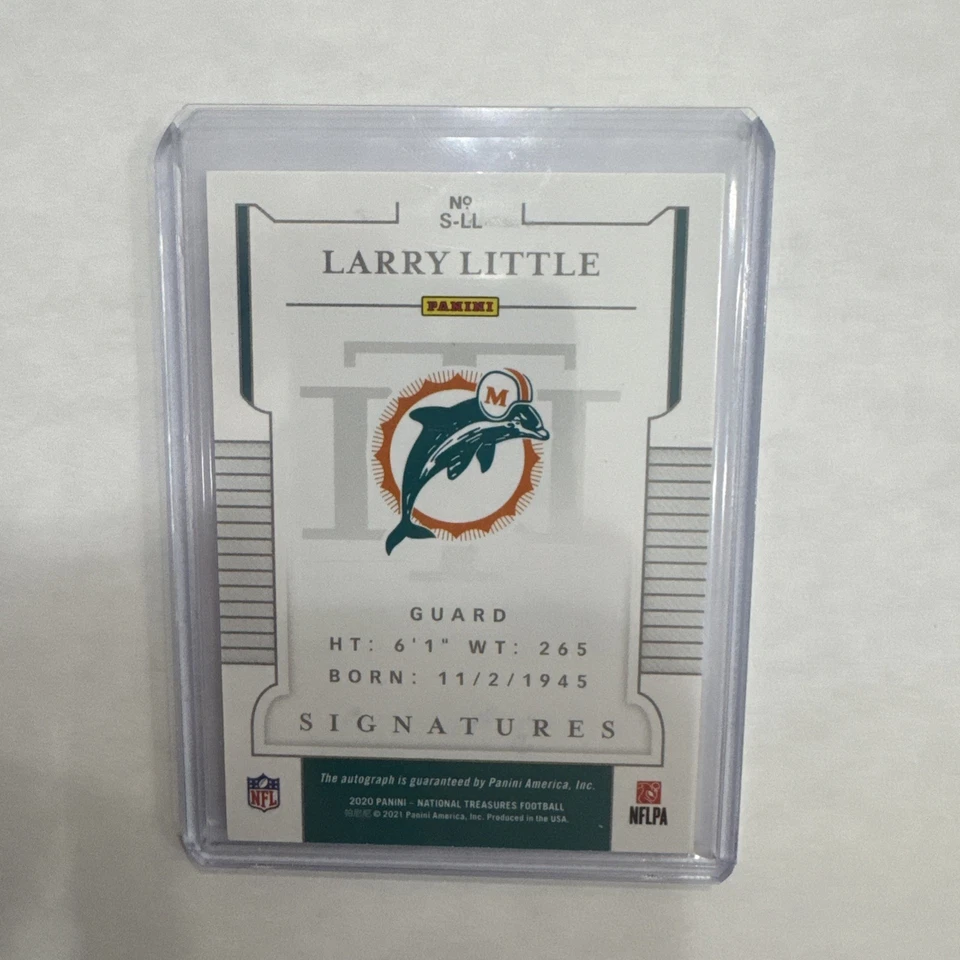 Nº
S-LL
LARRY LITTLE
PANINI
M
GUARD
HT: 6'1" WT: 265
BORN: 11/2/1945
SIGNATURES
The autograph is guaranteed by Panini America, Inc.
2020 PANINI - NATIONAL TREASURES FOOTBALL
© 2021 Panini America, Inc. Produced in the USA.
NFL
NFLPA